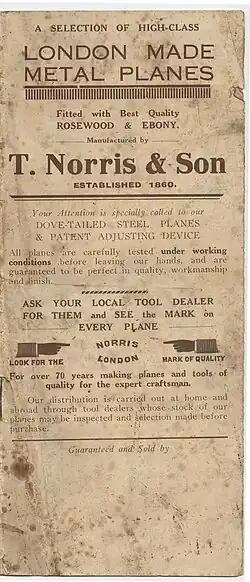 A SELECTION OF HIGH-CLASS
LONDON MADE
METAL PLANES
Fitted with Best Quality
ROSEWOOD & EBONY.
Manufactured by
T. Norris & Son
ESTABLISHED 1860.
Your Attention is specially called to our
DOVE-TAILED STEEL PLANES
& PATENT ADJUSTING DEVICE
All planes are carefully tested under working
conditions before leaving our hands, and are
guaranteed to be perfect in quality, workmanship
and finish.
ASK YOUR LOCAL TOOL DEALER
FOR THEM and SEE the MARK on
EVERY PLANE
NORRIS
LONDON
LOOK FOR THE
MARK OF QUALITY
For over 70 years making planes and tools of
quality for the expert craftsman.
Our distribution is carried out at home and
abroad through tool dealers whose stock of our
planes may be inspected and selection made before
purchase.
Guaranteed and Sold by